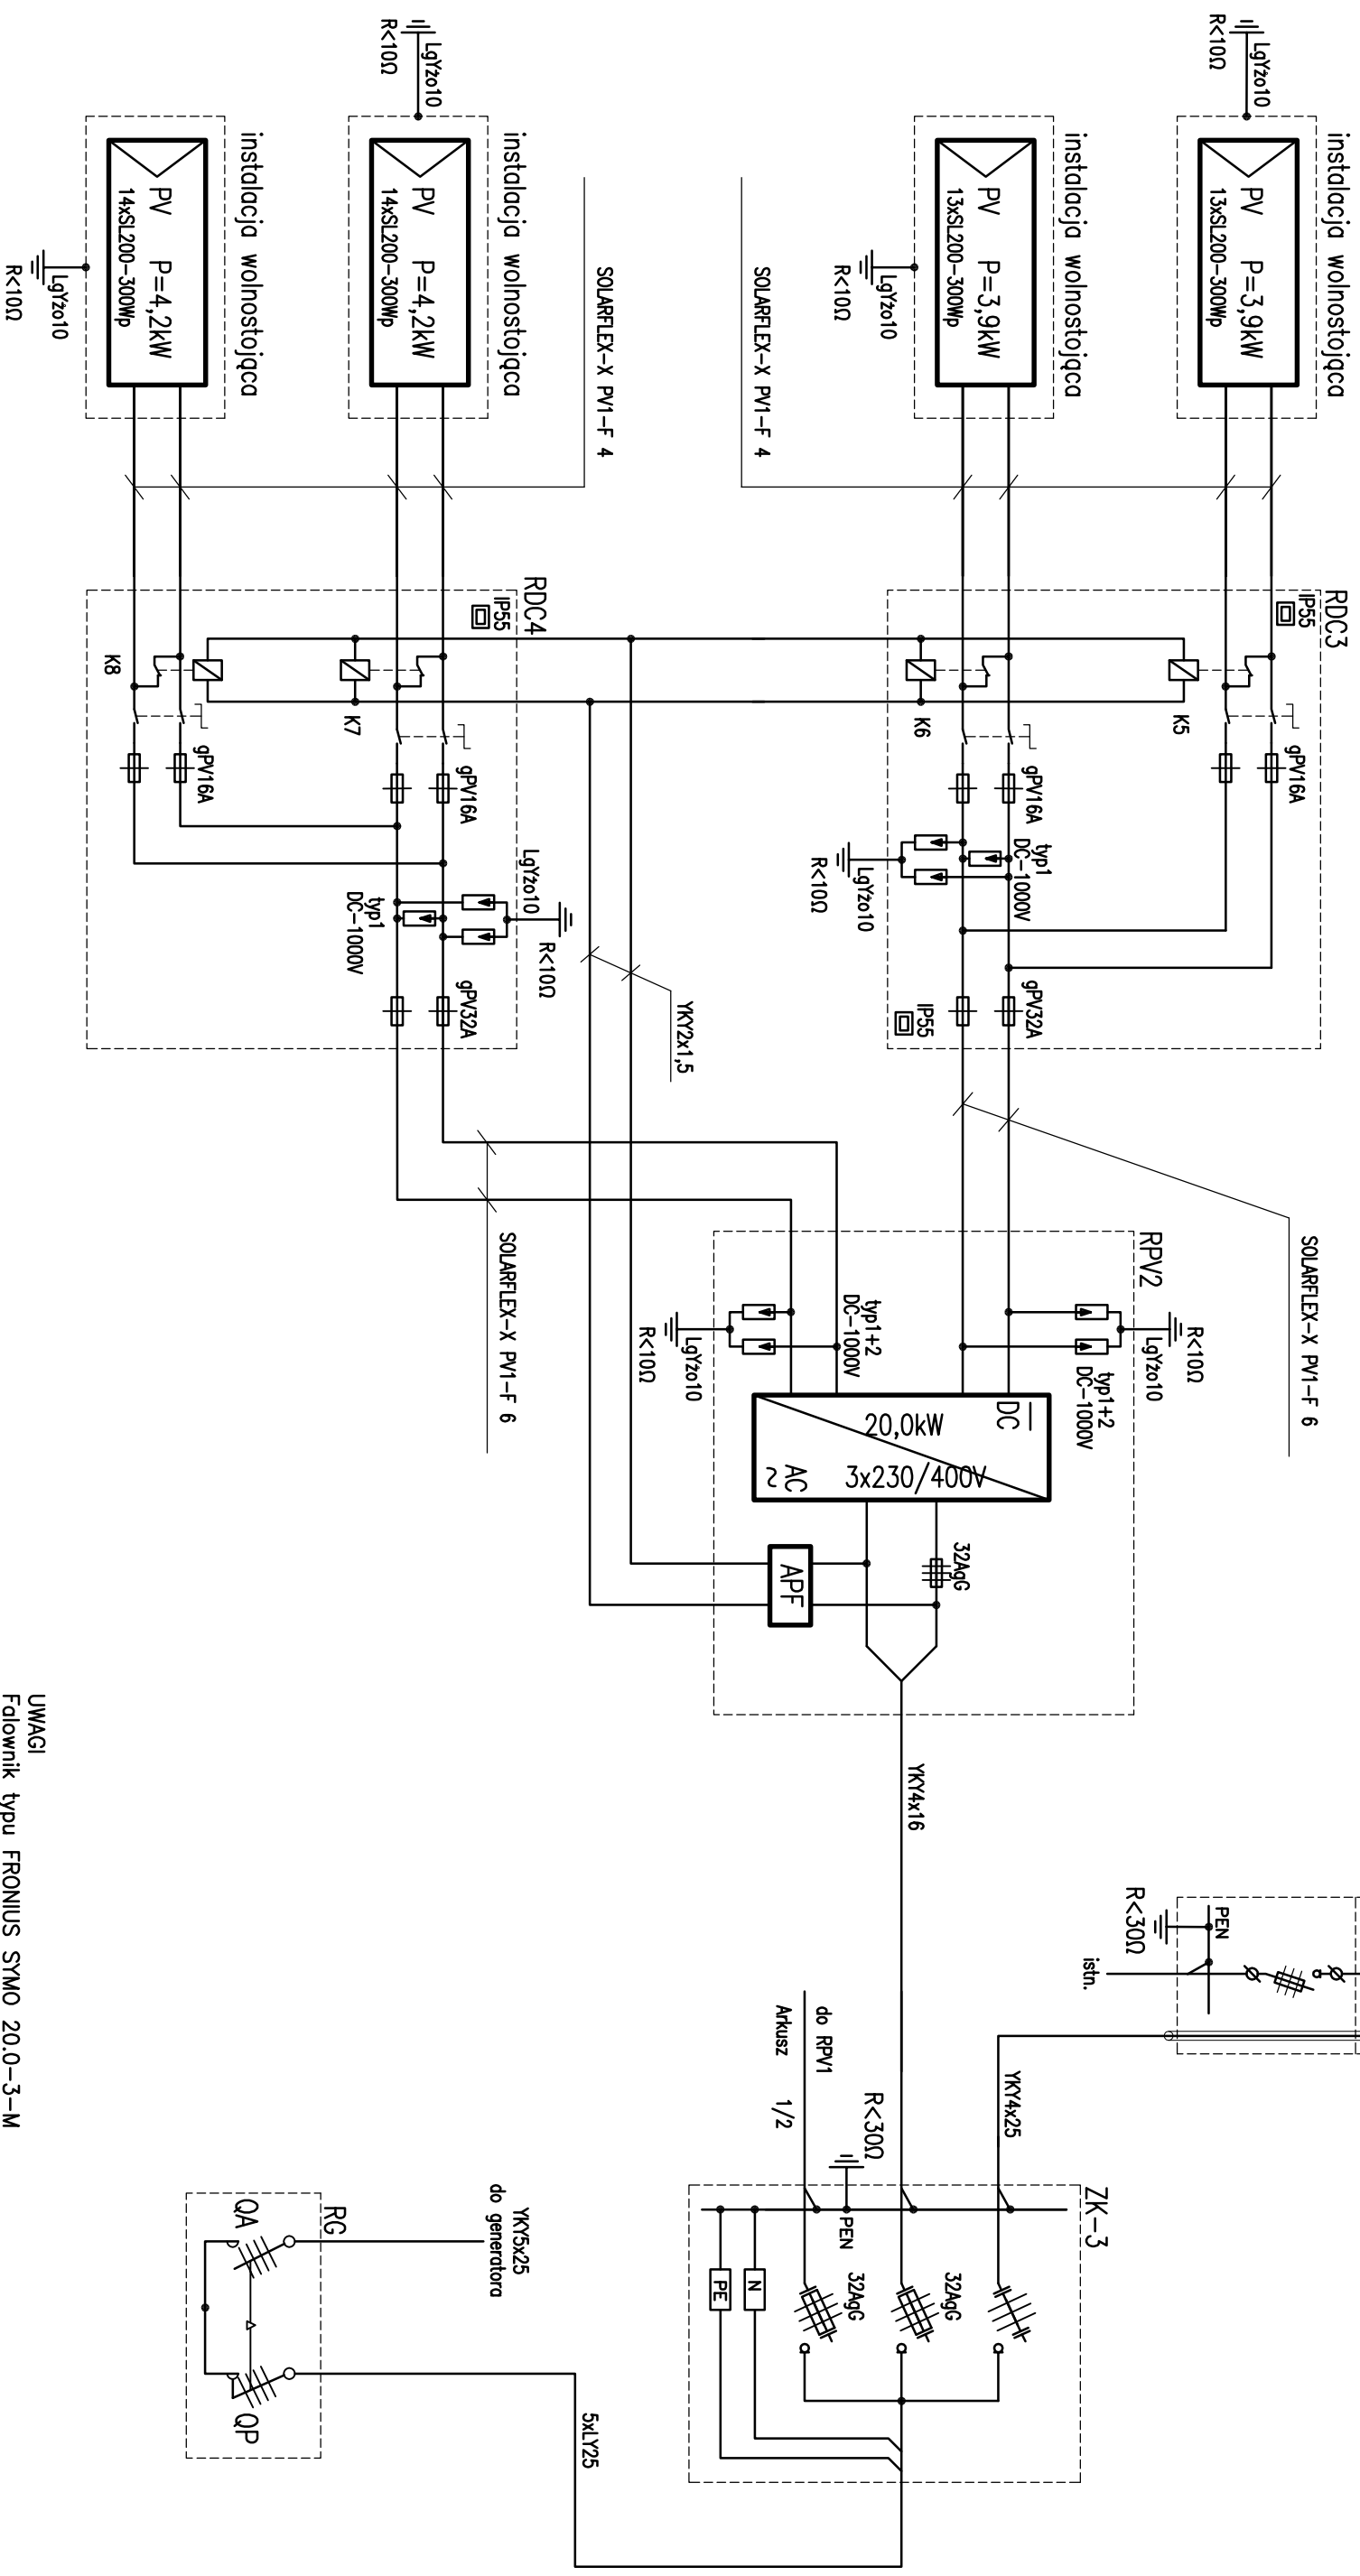 instalacja wolnostojąca
PV P=3,9kW
13xSL200-300Wp
LgYżo10
R<10Ω
instalacja wolnostojąca
PV P=3,9kW
13xSL200-300Wp
LgYżo10
R<10Ω
SOLARFLEX-X PV1-F 4
SOLARFLEX-X PV1-F 4
instalacja wolnostojąca
PV P=4,2kW
14xSL200-300Wp
LgYżo10
R<10Ω
instalacja wolnostojąca
PV P=4,2kW
14xSL200-300Wp
LgYżo10
R<10Ω
RDC3
IP55
K5
gPV16A
K6
gPV16A
typ1
DC-1000V
LgYżo10
R<10Ω
gPV32A
IP55
RDC4
IP55
K7
gPV16A
K8
gPV16A
LgYżo10
R<10Ω
typ1
DC-1000V
gPV32A
YKY2x1,5
SOLARFLEX-X PV1-F 6
SOLARFLEX-X PV1-F 6
RPV2
R<10Ω
LgYżo10
typ1+2
DC-1000V
typ1+2
DC-1000V
LgYżo10
R<10Ω
DC
20,0kW
3x230/400V
AC
32AgG
APF
YKY4x16
PEN
R<30Ω
istn.
YKY4x25
do RPV1
Arkusz 1/2
R<30Ω
ZK-3
PEN
32AgG
32AgG
N
PE
RG
QA
QP
YKY5x25
do generatora
5xLY25
UWAGI
Falownik typu FRONIUS SYMO 20.0-3-M